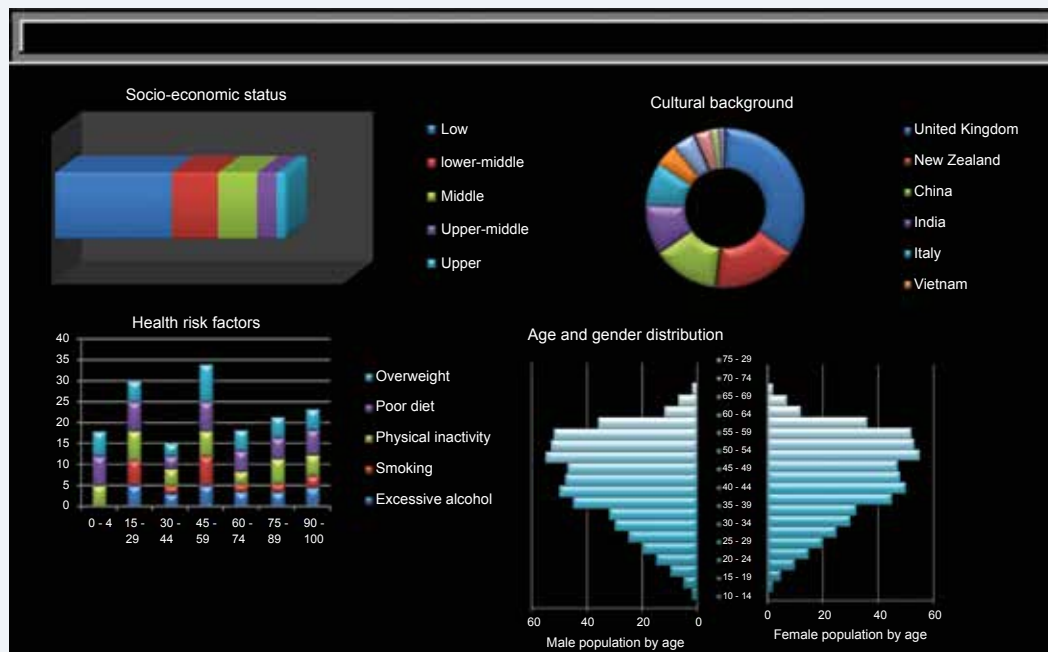 Socio-economic status
Low
lower-middle
Middle
Upper-middle
Upper
Cultural background
United Kingdom
New Zealand
China
India
Italy
Vietnam
Health risk factors
40
35
30
25
20
15
10
5
0
0 - 4
15 - 29
30 - 44
45 - 59
60 - 74
75 - 89
90 - 100
Overweight
Poor diet
Physical inactivity
Smoking
Excessive alcohol
Age and gender distribution
75 - 29
70 - 74
65 - 69
60 - 64
55 - 59
50 - 54
45 - 49
40 - 44
35 - 39
30 - 34
25 - 29
20 - 24
15 - 19
10 - 14
60 40 20 0
Male population by age
0 20 40 60
Female population by age